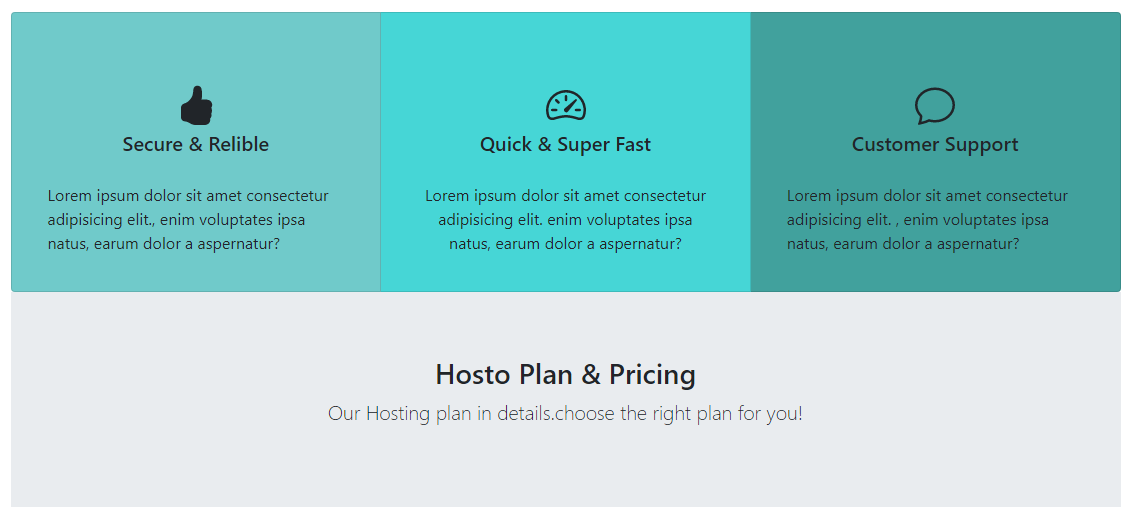 Secure & Relible
Lorem ipsum dolor sit amet consectetur
adipisicing elit., enim voluptates ipsa
natus, earum dolor a aspernatur?
Quick & Super Fast
Lorem ipsum dolor sit amet consectetur
adipisicing elit. enim voluptates ipsa
natus, earum dolor a aspernatur?
Customer Support
Lorem ipsum dolor sit amet consectetur
adipisicing elit. , enim voluptates ipsa
natus, earum dolor a aspernatur?
Hosto Plan & Pricing
Our Hosting plan in details.choose the right plan for you!